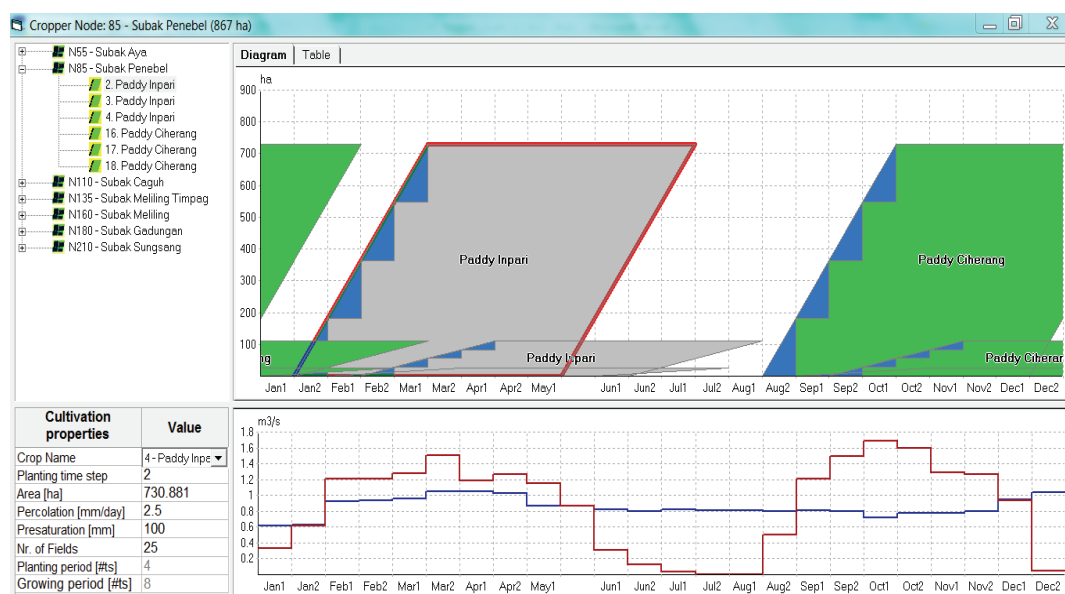 Cropper Node: 85 - Subak Penebel (867 ha)
N55 - Subak Aya
N85 - Subak Penebel
2. Paddy Inpari
3. Paddy Inpari
4. Paddy Inpari
16. Paddy Ciherang
17. Paddy Ciherang
18. Paddy Ciherang
N110 - Subak Caguh
N135 - Subak Meliling Timpag
N160 - Subak Meliling
N180 - Subak Gadungan
N210 - Subak Sungsang
Diagram Table
ha
900
800
700
600
500
400
300
200
100
Paddy Inpari
Paddy Ciherang
ng
Paddy Inpari
Paddy Ciherar
Jan1 Jan2 Feb1 Feb2 Mar1 Mar2 Apr1 Apr2 May1 Jun1 Jun2 Jul1 Jul2 Aug1 Aug2 Sep1 Sep2 Oct1 Oct2 Nov1 Nov2 Dec1 Dec2
Cultivation properties Value
Crop Name 4 - Paddy Inpa
Planting time step 2
Area [ha] 730.881
Percolation [mm/day] 2.5
Presaturation [mm] 100
Nr. of Fields 25
Planting period [#ts] 4
Growing period [#ts] 8
m3/s
1.8
1.6
1.4
1.2
1
0.8
0.6
0.4
0.2
Jan1 Jan2 Feb1 Feb2 Mar1 Mar2 Apr1 Apr2 May1 Jun1 Jun2 Jul1 Jul2 Aug1 Aug2 Sep1 Sep2 Oct1 Oct2 Nov1 Nov2 Dec1 Dec2